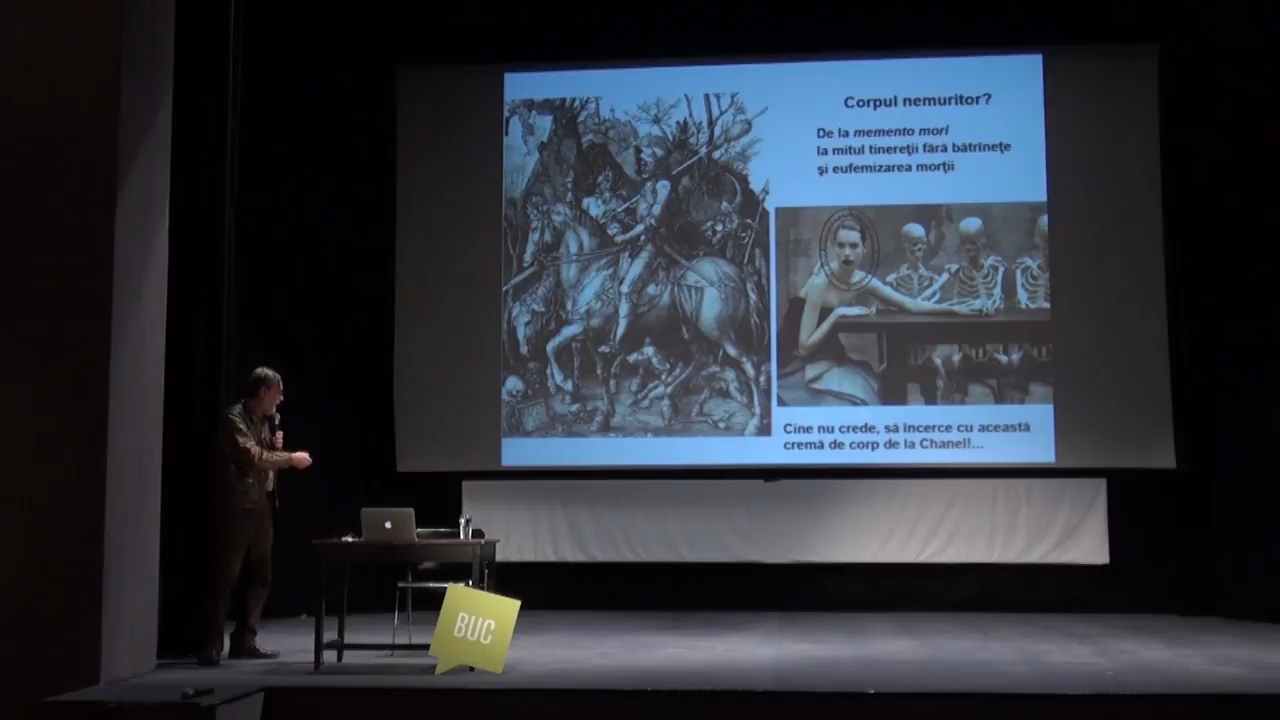 Corpul nemuritor?
De la memento mori
la mitul tinereţii fără bătrîneţe
şi eufemizarea morţii
Cine nu crede, să încerce cu această
cremă de corp de la Chanel!...
BUC